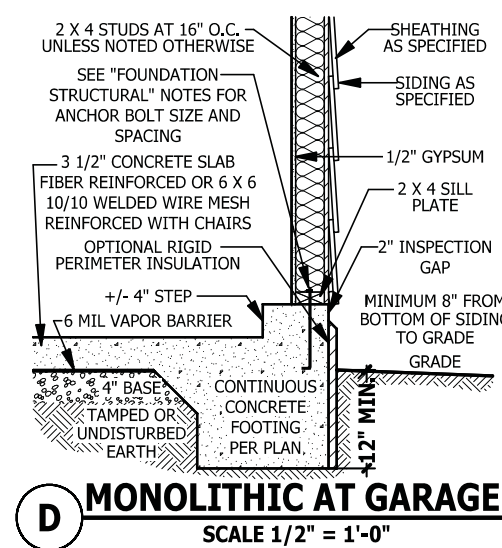 2 X 4 STUDS AT 16" O.C.
UNLESS NOTED OTHERWISE
SEE "FOUNDATION
STRUCTURAL" NOTES FOR
ANCHOR BOLT SIZE AND
SPACING
3 1/2" CONCRETE SLAB
FIBER REINFORCED OR 6 X 6
10/10 WELDED WIRE MESH
REINFORCED WITH CHAIRS
OPTIONAL RIGID
PERIMETER INSULATION
+/- 4" STEP
6 MIL VAPOR BARRIER
4" BASE
TAMPED OR
UNDISTURBED
EARTH
CONTINUOUS
CONCRETE
FOOTING
PER PLAN
SHEATHING
AS SPECIFIED
SIDING AS
SPECIFIED
1/2" GYPSUM
2 X 4 SILL
PLATE
2" INSPECTION
GAP
MINIMUM 8" FROM
BOTTOM OF SIDING
TO GRADE
GRADE
12" MIN.
D MONOLITHIC AT GARAGE
SCALE 1/2" = 1'-0"